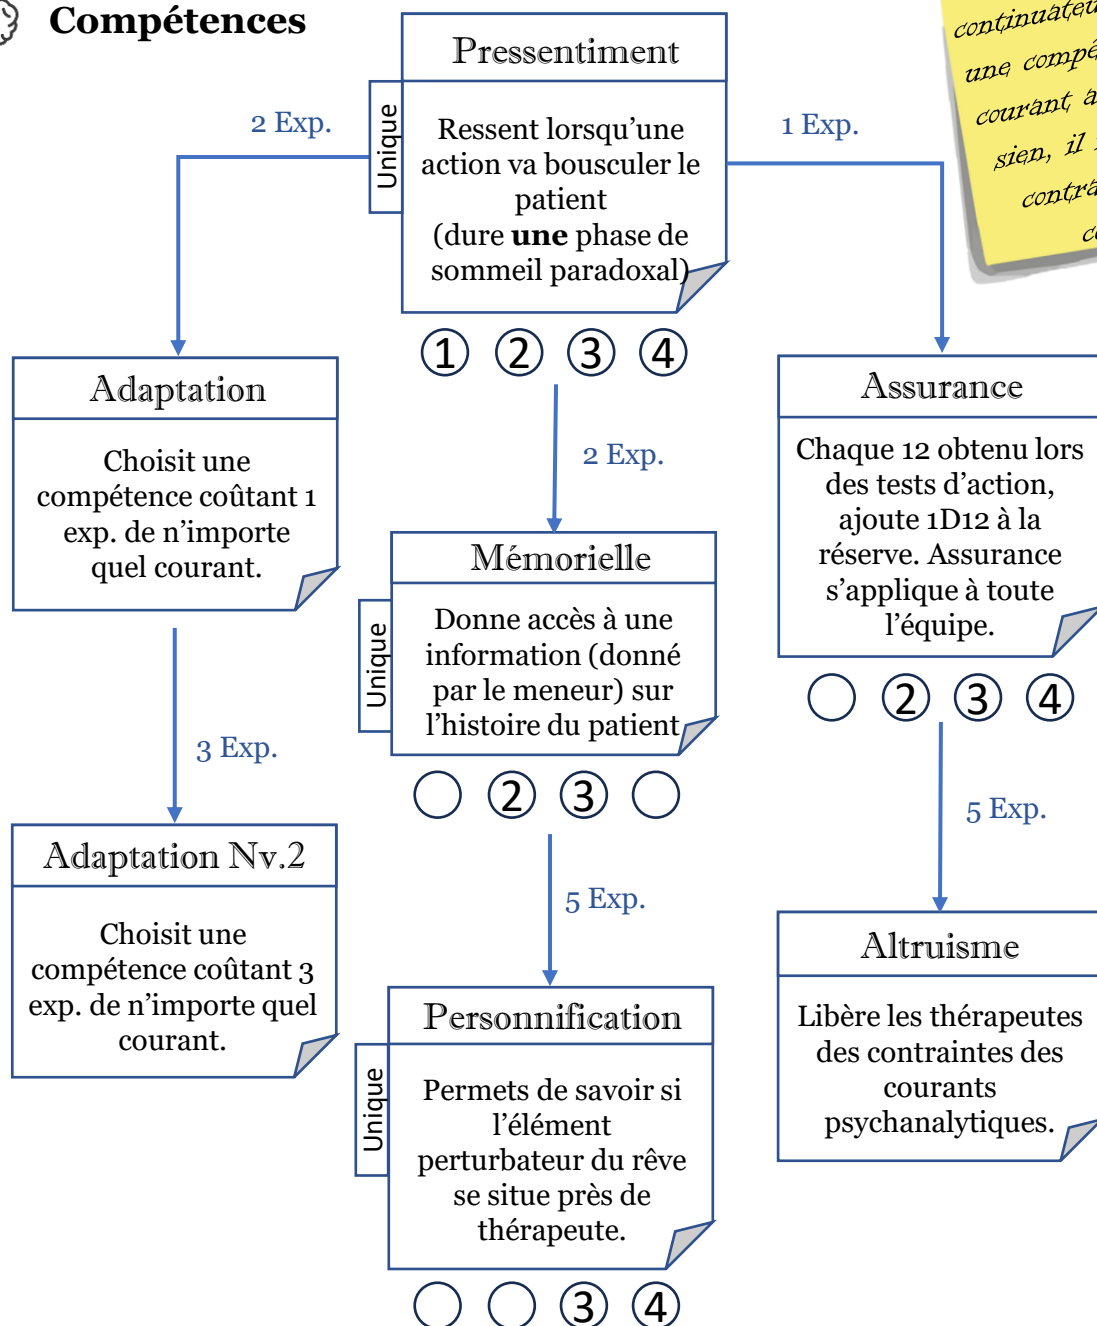 Compétences
continuateu
une compé
courant a
sien, il
contra
Pressentiment
Unique
Ressent lorsqu’une
action va bousculer le
patient
(dure une phase de
sommeil paradoxal)
1 2 3 4
2 Exp.
1 Exp.
2 Exp.
Adaptation
Choisit une
compétence coûtant 1
exp. de n’importe
quel courant.
3 Exp.
Adaptation Nv.2
Choisit une
compétence coûtant 3
exp. de n’importe quel
courant.
Mémorielle
Unique
Donne accès à une
information (donné
par le meneur) sur
l’histoire du patient
2 3
5 Exp.
Personnification
Unique
Permets de savoir si
l’élément
perturbateur du rêve
se situe près de
thérapeute.
3 4
Assurance
Chaque 12 obtenu lors
des tests d’action,
ajoute 1D12 à la
réserve. Assurance
s’applique à toute
l’équipe.
2 3 4
5 Exp.
Altruisme
Libère les thérapeutes
des contraintes des
courants
psychanalytiques.